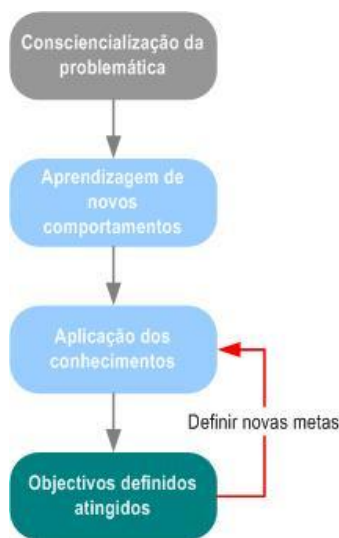 Consciencialização da
problemática
Aprendizagem de
novos
comportamentos
Aplicação dos
conhecimentos
Definir novas metas
Objectivos definidos
atingidos